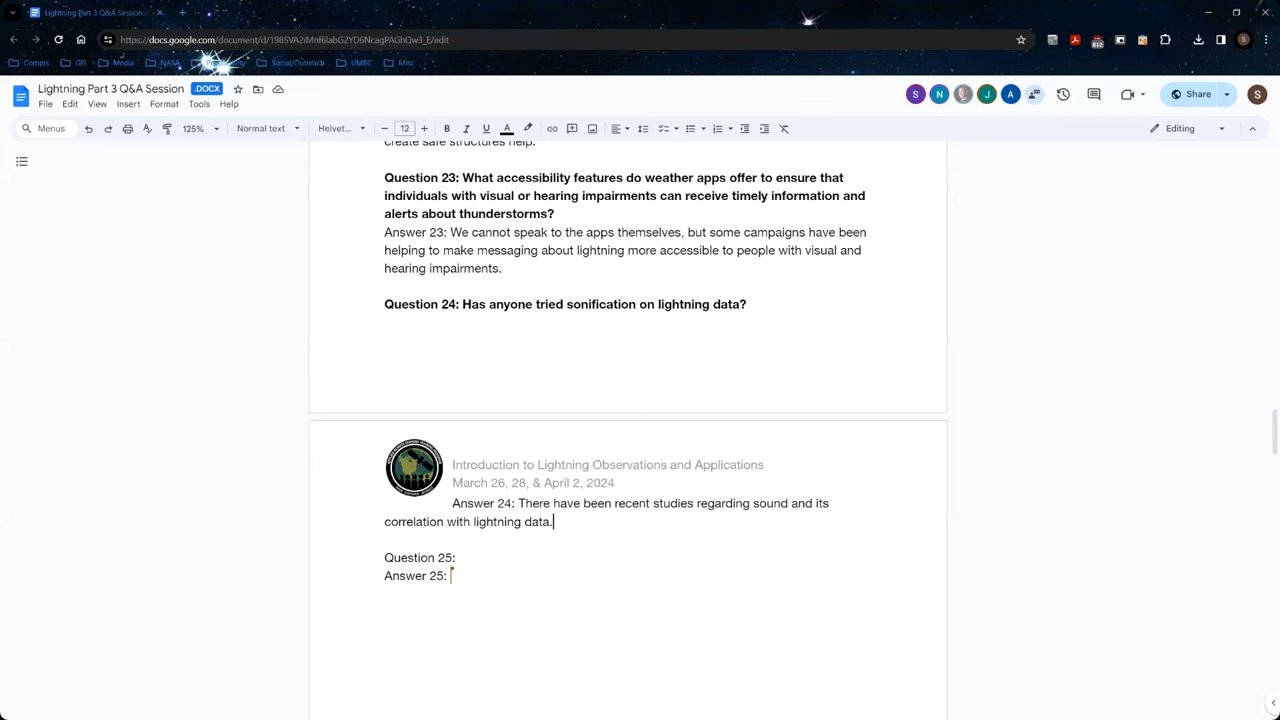 Lightning Part 3 Q&A Session.
https://docs.google.com/document/d/198SVA2iMnf6labGZYD6NcagPAGhQw3_E/edit
Comps GIS Media NASA Social/Outreach UMBC Misc
Lightning Part 3 Q&A Session .DOCX
File Edit View Insert Format Tools Help
S N J A Share S
Menus 125% Normal text Helvet... 12 B I U A Editing
create safe structures help.
Question 23: What accessibility features do weather apps offer to ensure that
individuals with visual or hearing impairments can receive timely information and
alerts about thunderstorms?
Answer 23: We cannot speak to the apps themselves, but some campaigns have been
helping to make messaging about lightning more accessible to people with visual and
hearing impairments.
Question 24: Has anyone tried sonification on lightning data?
Introduction to Lightning Observations and Applications
March 26, 28, & April 2, 2024
Answer 24: There have been recent studies regarding sound and its
correlation with lightning data.
Question 25:
Answer 25: